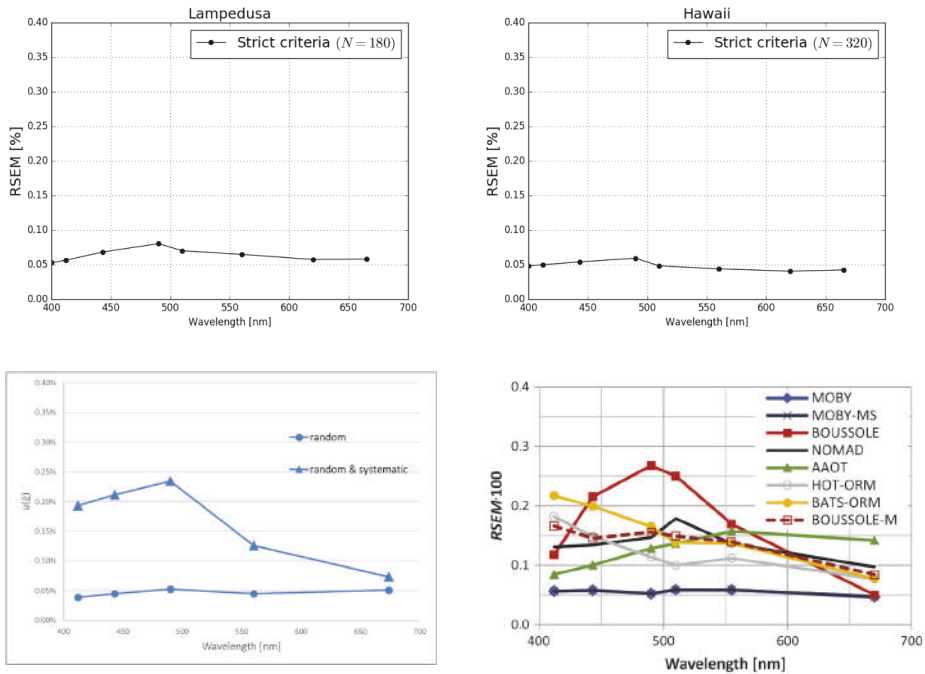 Lampedusa
0.40
0.35
0.30
0.25
0.20
0.15
0.10
0.05
0.00
RSEM [%]
Strict criteria (N = 180)
400 450 500 550 600 650 700
Wavelength [nm]
Hawaii
0.40
0.35
0.30
0.25
0.20
0.15
0.10
0.05
0.00
RSEM [%]
Strict criteria (N = 320)
400 450 500 550 600 650 700
Wavelength [nm]
0.40%
0.35%
0.30%
0.25%
0.20%
0.15%
0.10%
0.05%
0.00%
random
random & systematic
400 450 500 550 600 650 700
Wavelength [nm]
0.4
0.3
0.2
0.1
0.0
RSEM·100
MOBY
MOBY-MS
BOUSSOLE
NOMAD
AAOT
HOT-ORM
BATS-ORM
BOUSSOLE-M
400 500 600 700
Wavelength [nm]